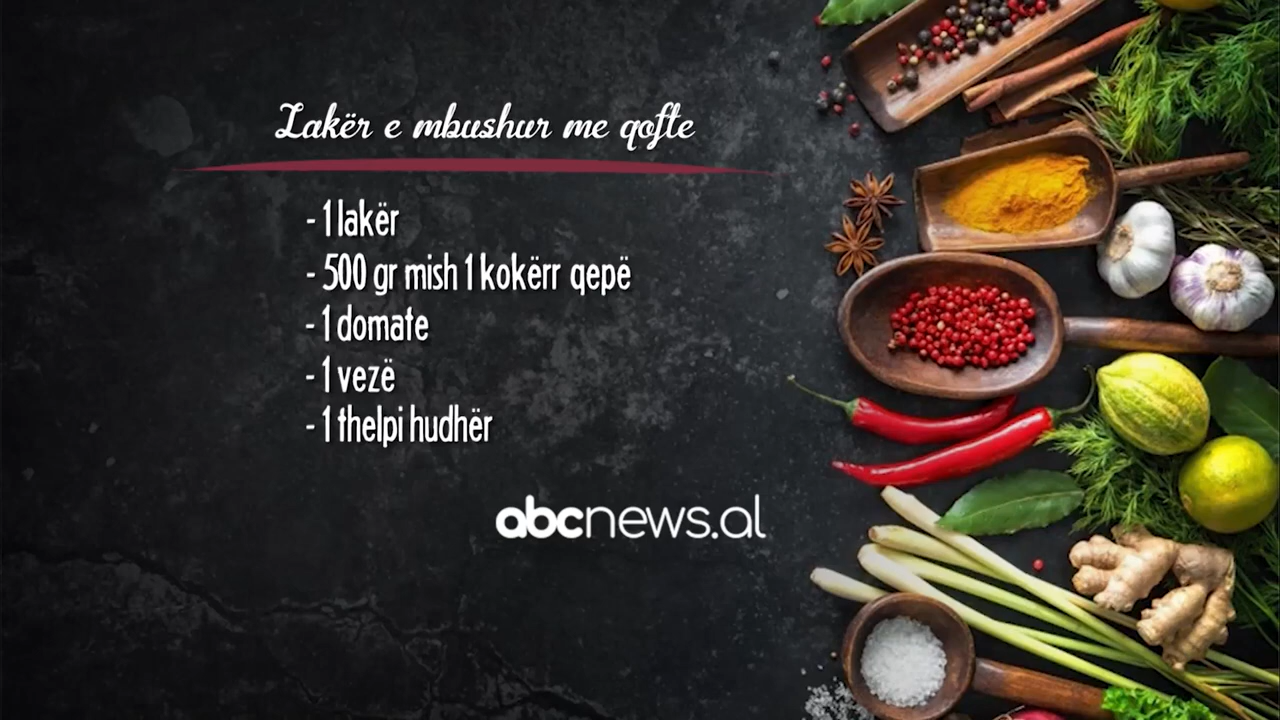 Lakër e mbushur me qofte
- 1 lakër
- 500 gr mish 1 kokërr qepë
- 1 domate
- 1 vezë
- 1 thelpi hudhër
abcnews.al